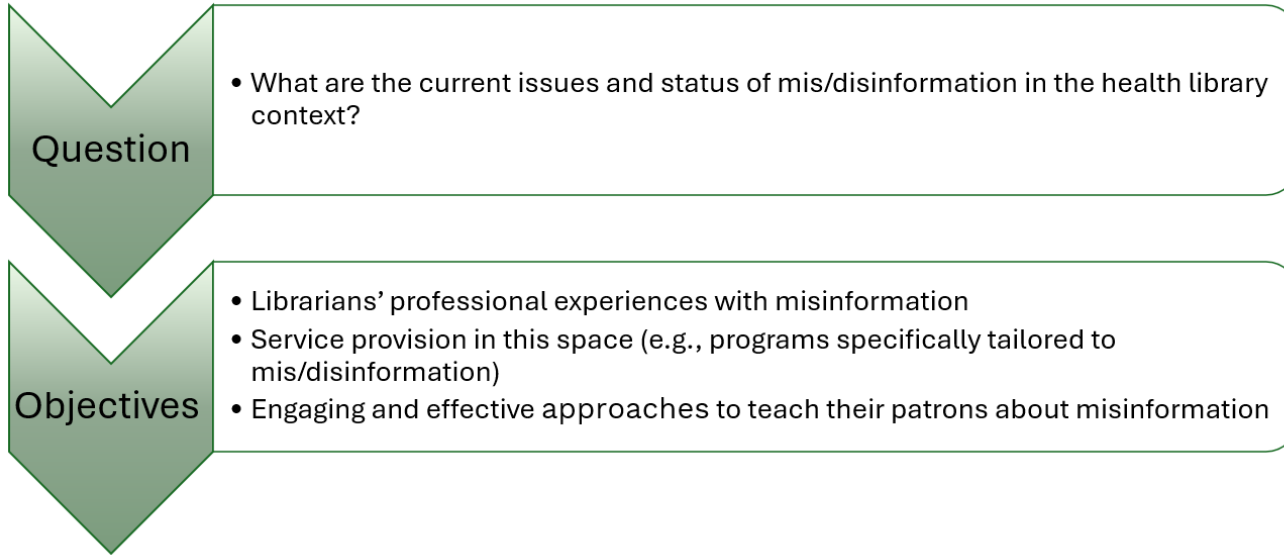 Question
• What are the current issues and status of mis/disinformation in the health library
context?
Objectives
• Librarians’ professional experiences with misinformation
• Service provision in this space (e.g., programs specifically tailored to
mis/disinformation)
• Engaging and effective approaches to teach their patrons about misinformation